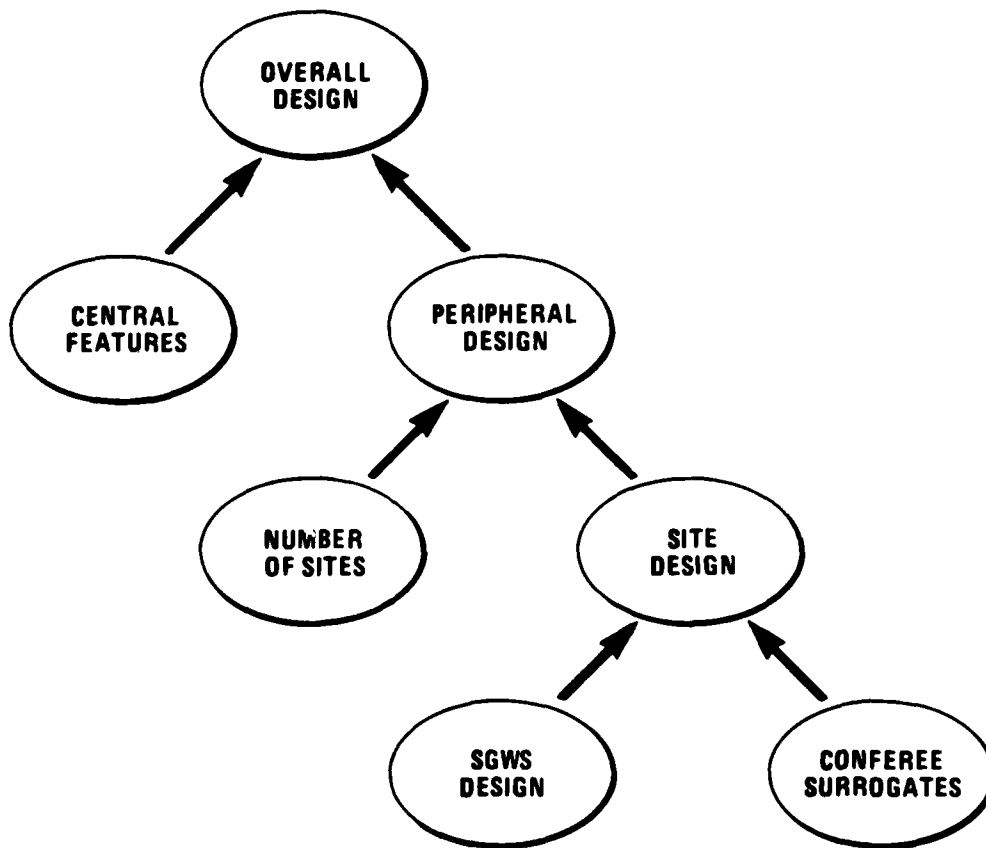 OVERALL
DESIGN
CENTRAL
FEATURES
PERIPHERAL
DESIGN
NUMBER
OF SITES
SITE
DESIGN
SGWS
DESIGN
CONFEREE
SURROGATES